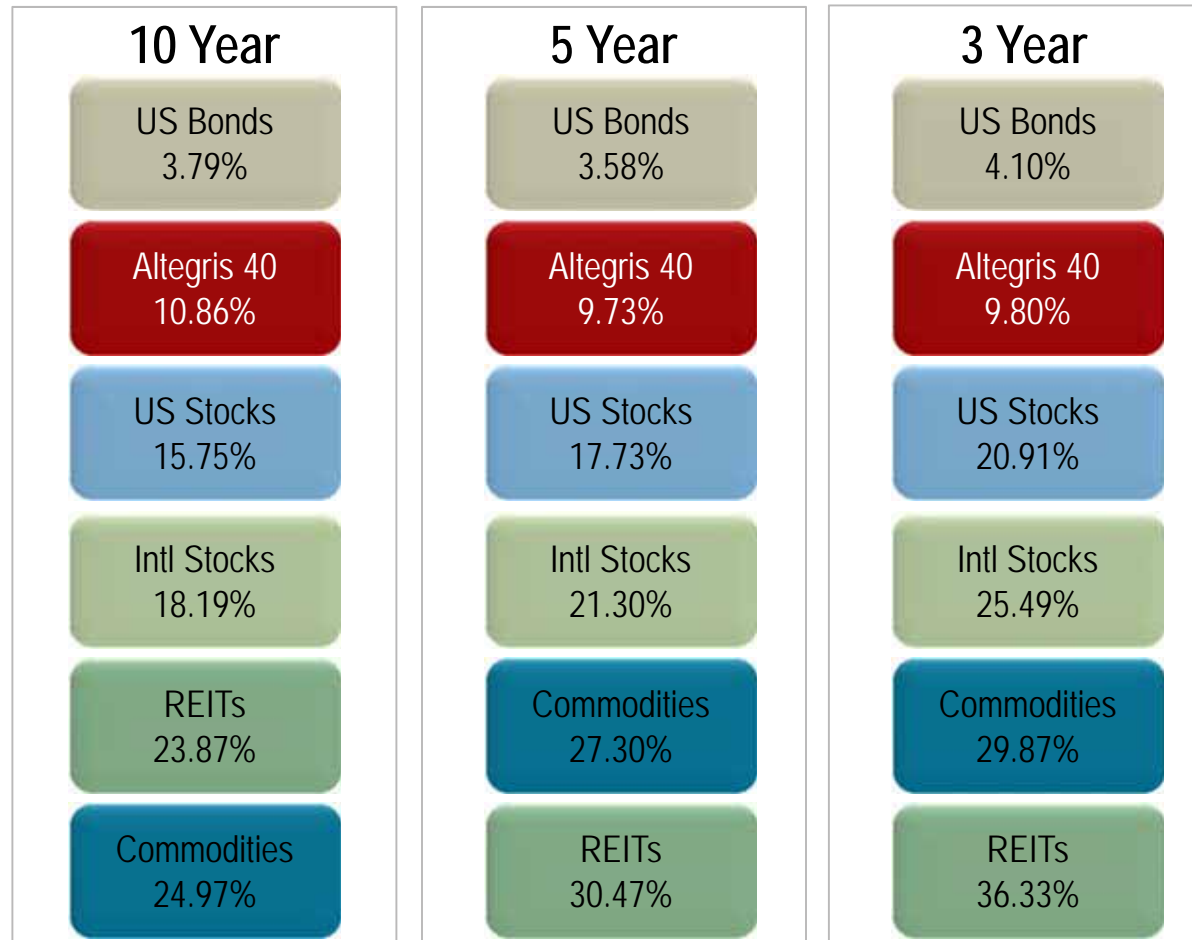 10 Year
US Bonds
3.79%
Altegris 40
10.86%
US Stocks
15.75%
Intl Stocks
18.19%
REITs
23.87%
Commodities
24.97%
5 Year
US Bonds
3.58%
Altegris 40
9.73%
US Stocks
17.73%
Intl Stocks
21.30%
Commodities
27.30%
REITs
30.47%
3 Year
US Bonds
4.10%
Altegris 40
9.80%
US Stocks
20.91%
Intl Stocks
25.49%
Commodities
29.87%
REITs
36.33%